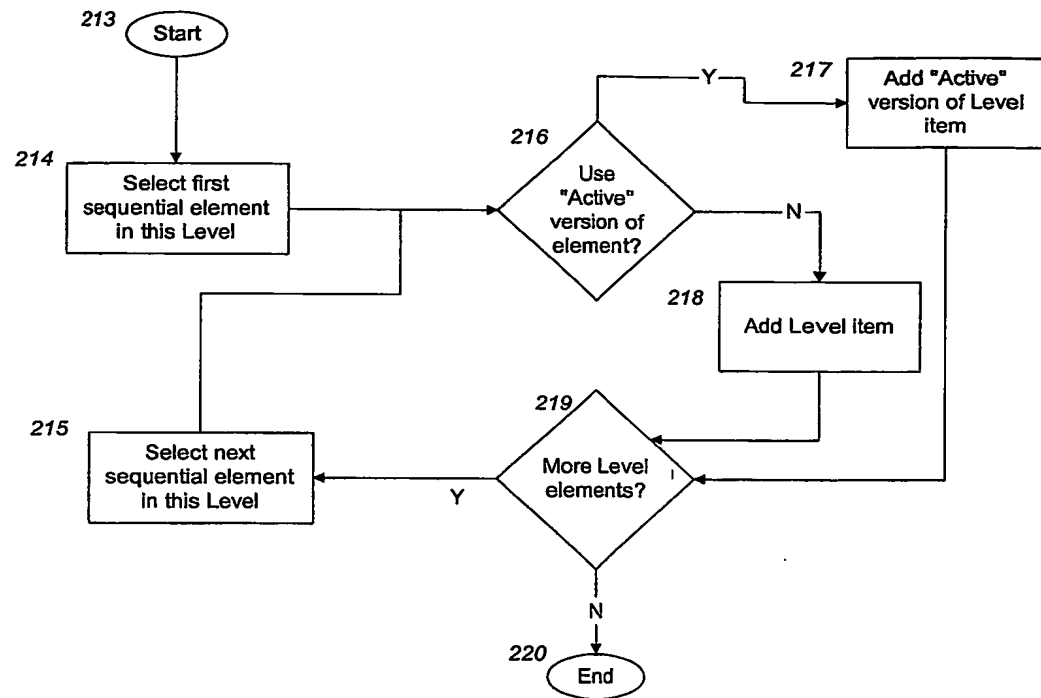 213
Start
214
Select first
sequential element
in this Level
216
Use
"Active"
version of
element?
Y
217
Add "Active"
version of Level
item
N
218
Add Level item
219
More Level
elements?
Y
215
Select next
sequential element
in this Level
N
220
End